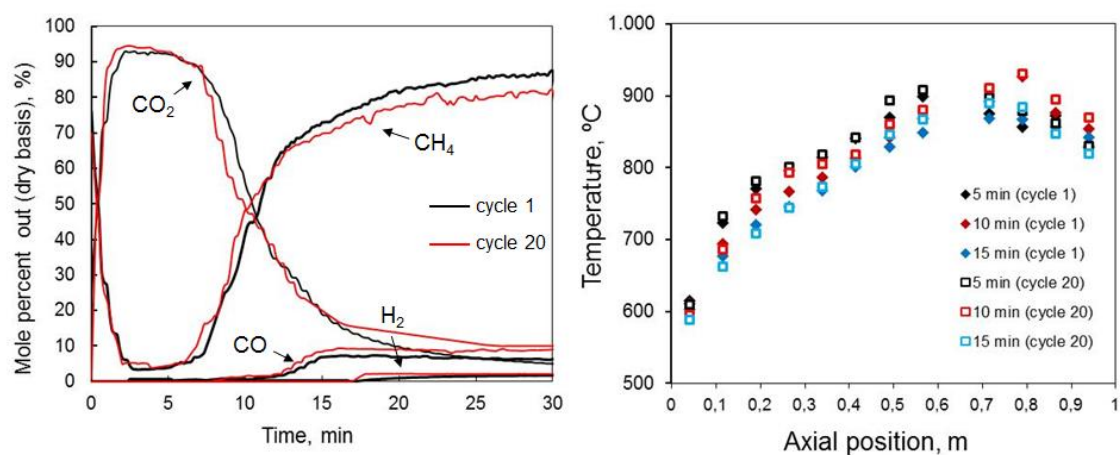 Mole percent out (dry basis), %)
100
90
80
70
60
50
40
30
20
10
0
0 5 10 15 20 25 30
Time, min
CO2
CH4
cycle 1
cycle 20
H2
CO
Temperature, ºC
1.000
900
800
700
600
500
0 0,1 0,2 0,3 0,4 0,5 0,6 0,7 0,8 0,9 1
Axial position, m
5 min (cycle 1)
10 min (cycle 1)
15 min (cycle 1)
5 min (cycle 20)
10 min (cycle 20)
15 min (cycle 20)